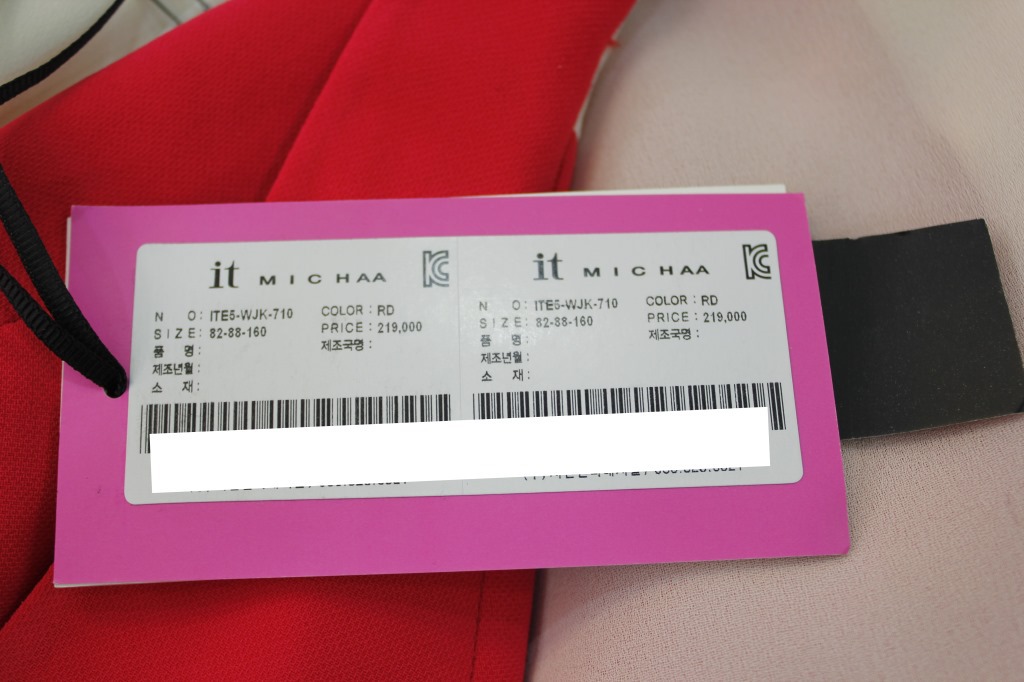 it MICHAA KC
N O: ITE5-WJK-710 COLOR : RD
SIZE: 82-88-160 PRICE : 219,000
품 명 : 제조국명 :
제조년월 :
소 재 :
it MICHAA KC
N O: ITE5-WJK-710 COLOR : RD
SIZE: 82-88-160 PRICE : 219,000
품 명 : 제조국명 :
제조년월 :
소 재 :